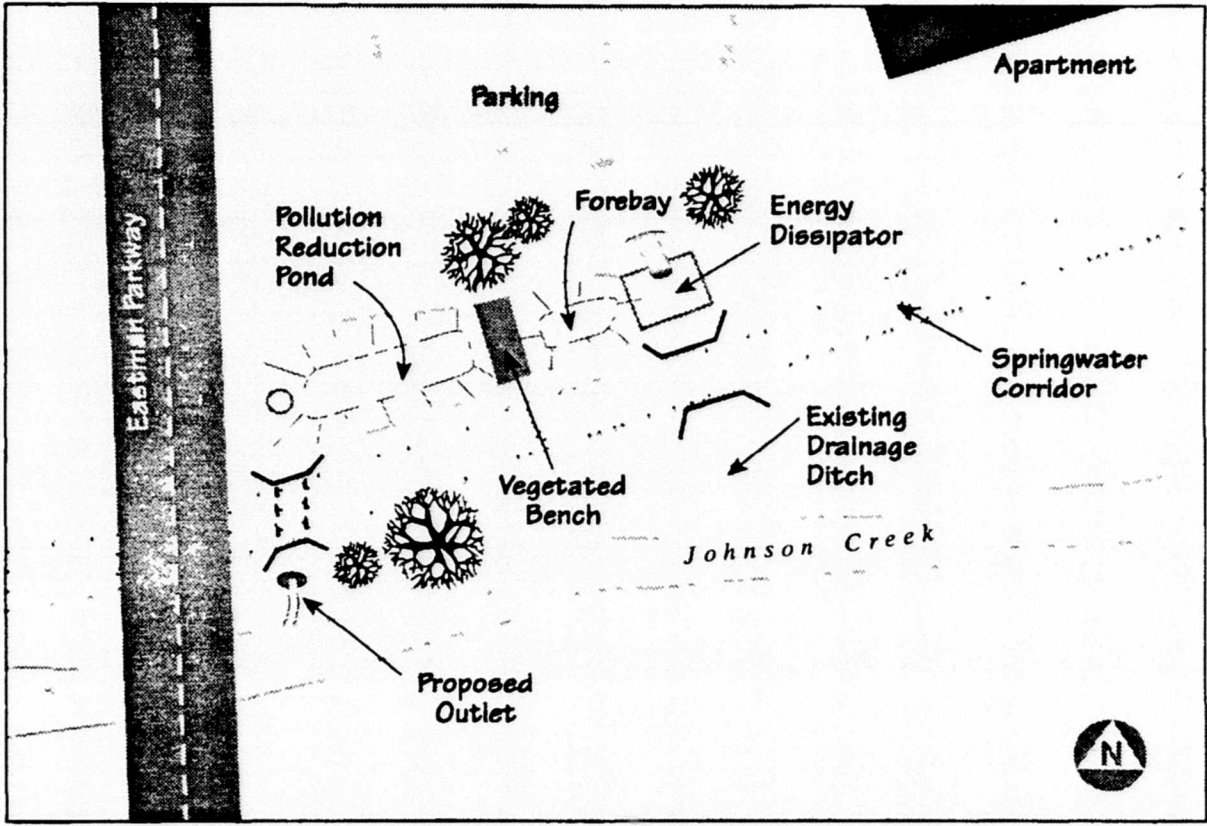 Apartment
Parking
Forebay
Energy
Dissipator
Pollution
Reduction
Pond
Eastman Parkway
Springwater
Corridor
Existing
Drainage
Ditch
Vegetated
Bench
Johnson Creek
Proposed
Outlet
N